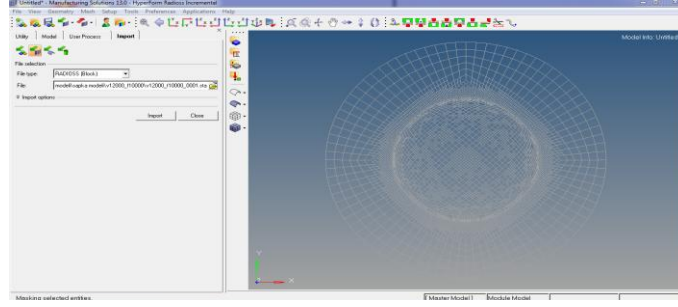 Untitled* - Manufacturing Solutions 13.0 - Hyperform Radioss Incremental
File View Geometry Mesh Setup Tools Preferences Applications Help
Utility Model User Process Import
Model Info: Untitled
File selection
File type: RADIOSS (Block)
File:
Import options
Import Close
Y
X
Masking selected entities
Master Model Module Model